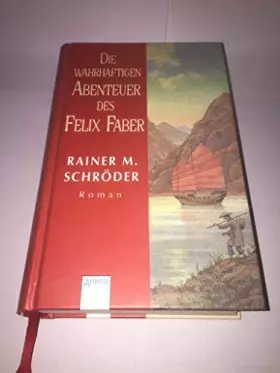 DIE
WAHRHAFTIGEN
ABENTEUER
DES
FELIX FABER
RAINER M.
SCHRÖDER
Roman
Arena